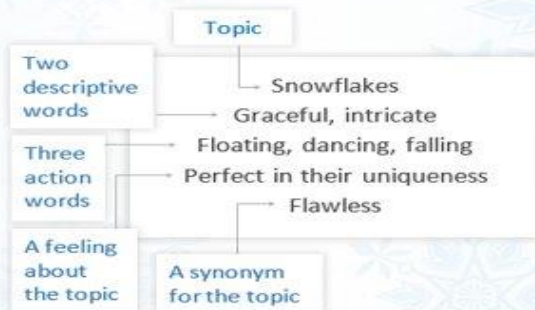 Topic
Two
descriptive
words
Snowflakes
Graceful, intricate
Three
action
words
Floating, dancing, falling
Perfect in their uniqueness
Flawless
A feeling
about
the topic
A synonym
for the topic